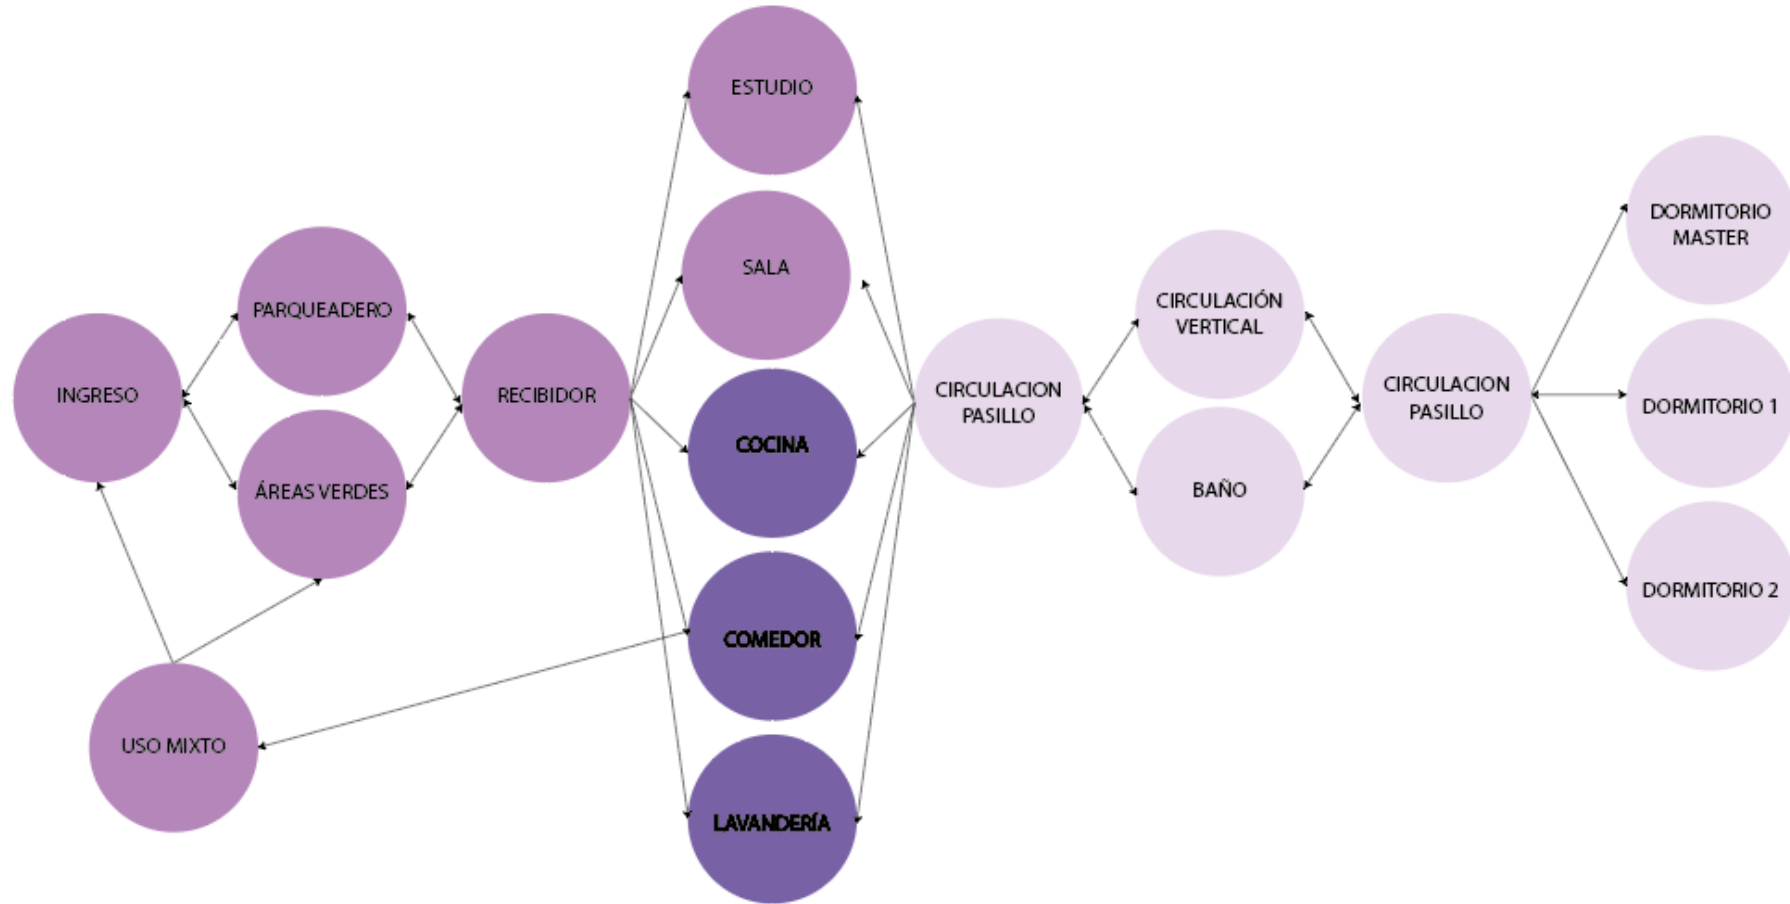 INGRESO
PARQUEADERO
ÁREAS VERDES
USO MIXTO
RECIBIDOR
ESTUDIO
SALA
COCINA
COMEDOR
LAVANDERÍA
CIRCULACION
PASILLO
CIRCULACIÓN
VERTICAL
BAÑO
CIRCULACION
PASILLO
DORMITORIO
MASTER
DORMITORIO 1
DORMITORIO 2